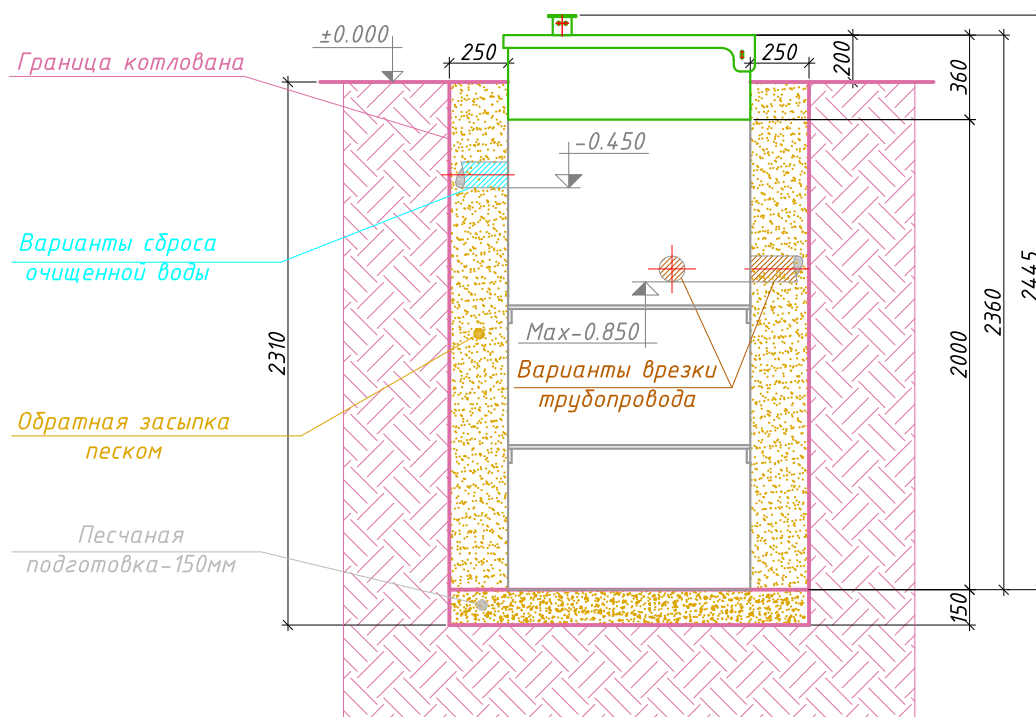 ±0.000
Граница котлована
250
250
200
360
-0.450
Варианты сброса
очищенной воды
2445
2360
2310
Max-0.850
2000
Варианты врезки
трубопровода
Обратная засыпка
песком
Песчаная
подготовка-150мм
150